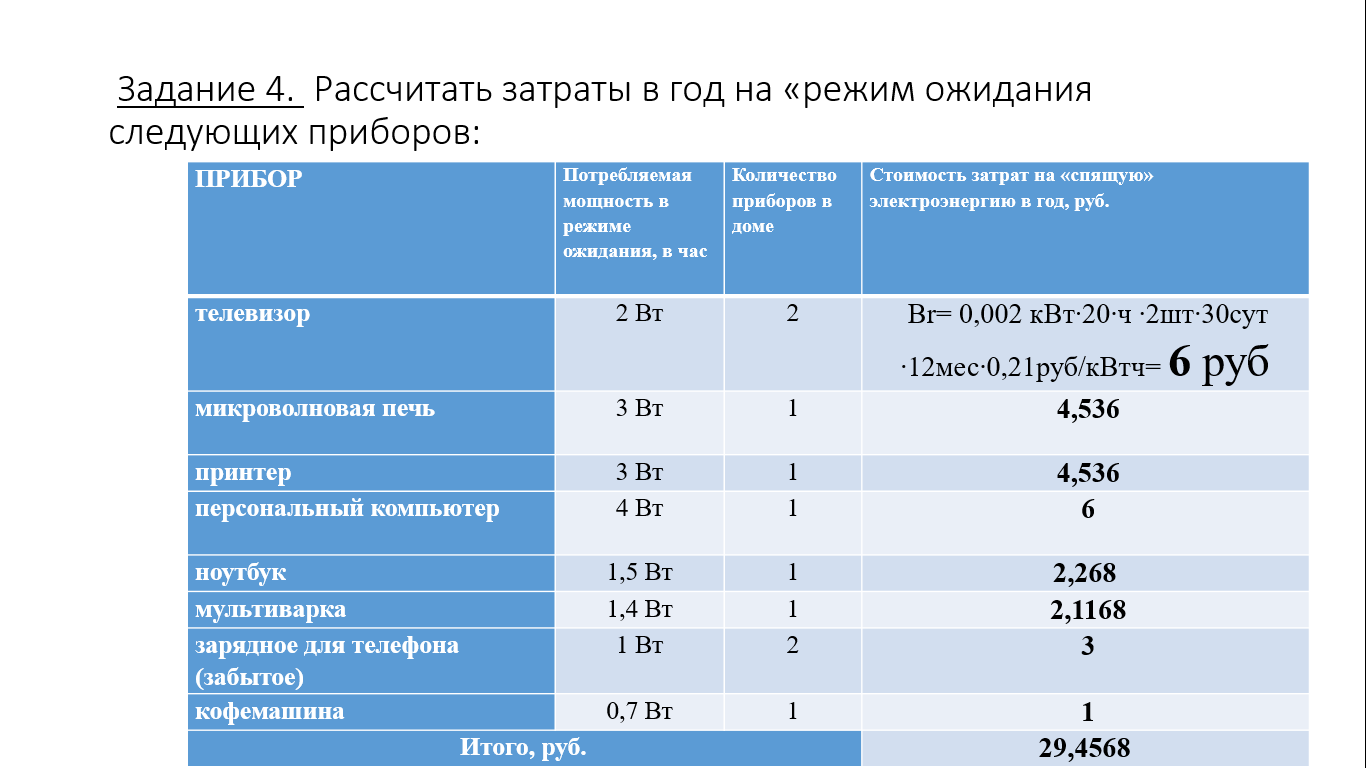 Задание 4. Рассчитать затраты в год на «режим ожидания
следующих приборов:
ПРИБОР
Потребляемая
мощность в
режиме
ожидания, в час
Количество
приборов в
доме
Стоимость затрат на «спящую»
электроэнергию в год, руб.
телевизор
2 Вт
2
Вг= 0,002 кВт·20·ч ·2шт·30сут
·12мес·0,21руб/кВтч= 6 руб
микроволновая печь
3 Вт
1
4,536
принтер
3 Вт
1
4,536
персональный компьютер
4 Вт
1
6
ноутбук
1,5 Вт
1
2,268
мультиварка
1,4 Вт
1
2,1168
зарядное для телефона
(забытое)
1 Вт
2
3
кофемашина
0,7 Вт
1
1
Итого, руб.
29,4568